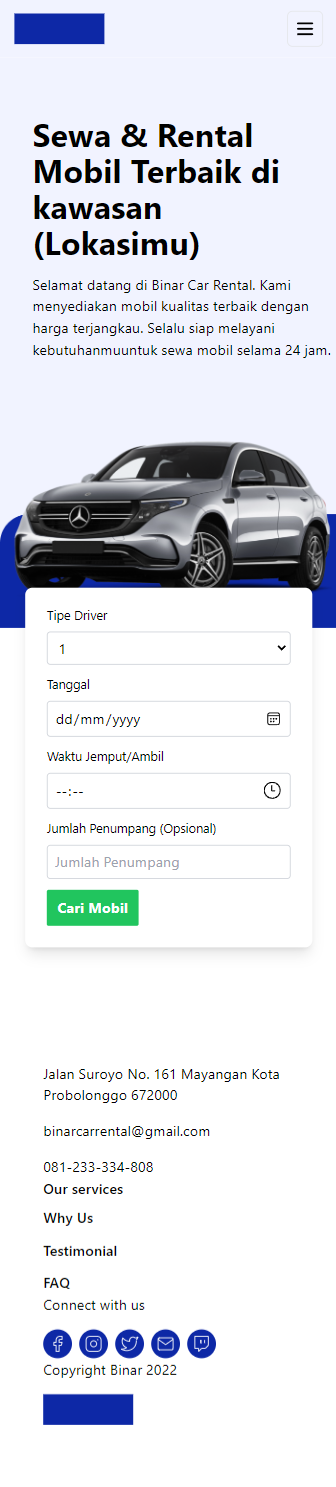 Sewa & Rental
Mobil Terbaik di
kawasan
(Lokasimu)
Selamat datang di Binar Car Rental. Kami
menyediakan mobil kualitas terbaik dengan
harga terjangkau. Selalu siap melayani
kebutuhanmuuntuk sewa mobil selama 24 jam.
Tipe Driver
1
Tanggal
dd/mm/yyyy
Waktu Jemput/Ambil
--:--
Jumlah Penumpang (Opsional)
Jumlah Penumpang
Cari Mobil
Jalan Suroyo No. 161 Mayangan Kota
Probolonggo 672000
binarcarrental@gmail.com
081-233-334-808
Our services
Why Us
Testimonial
FAQ
Connect with us
Copyright Binar 2022